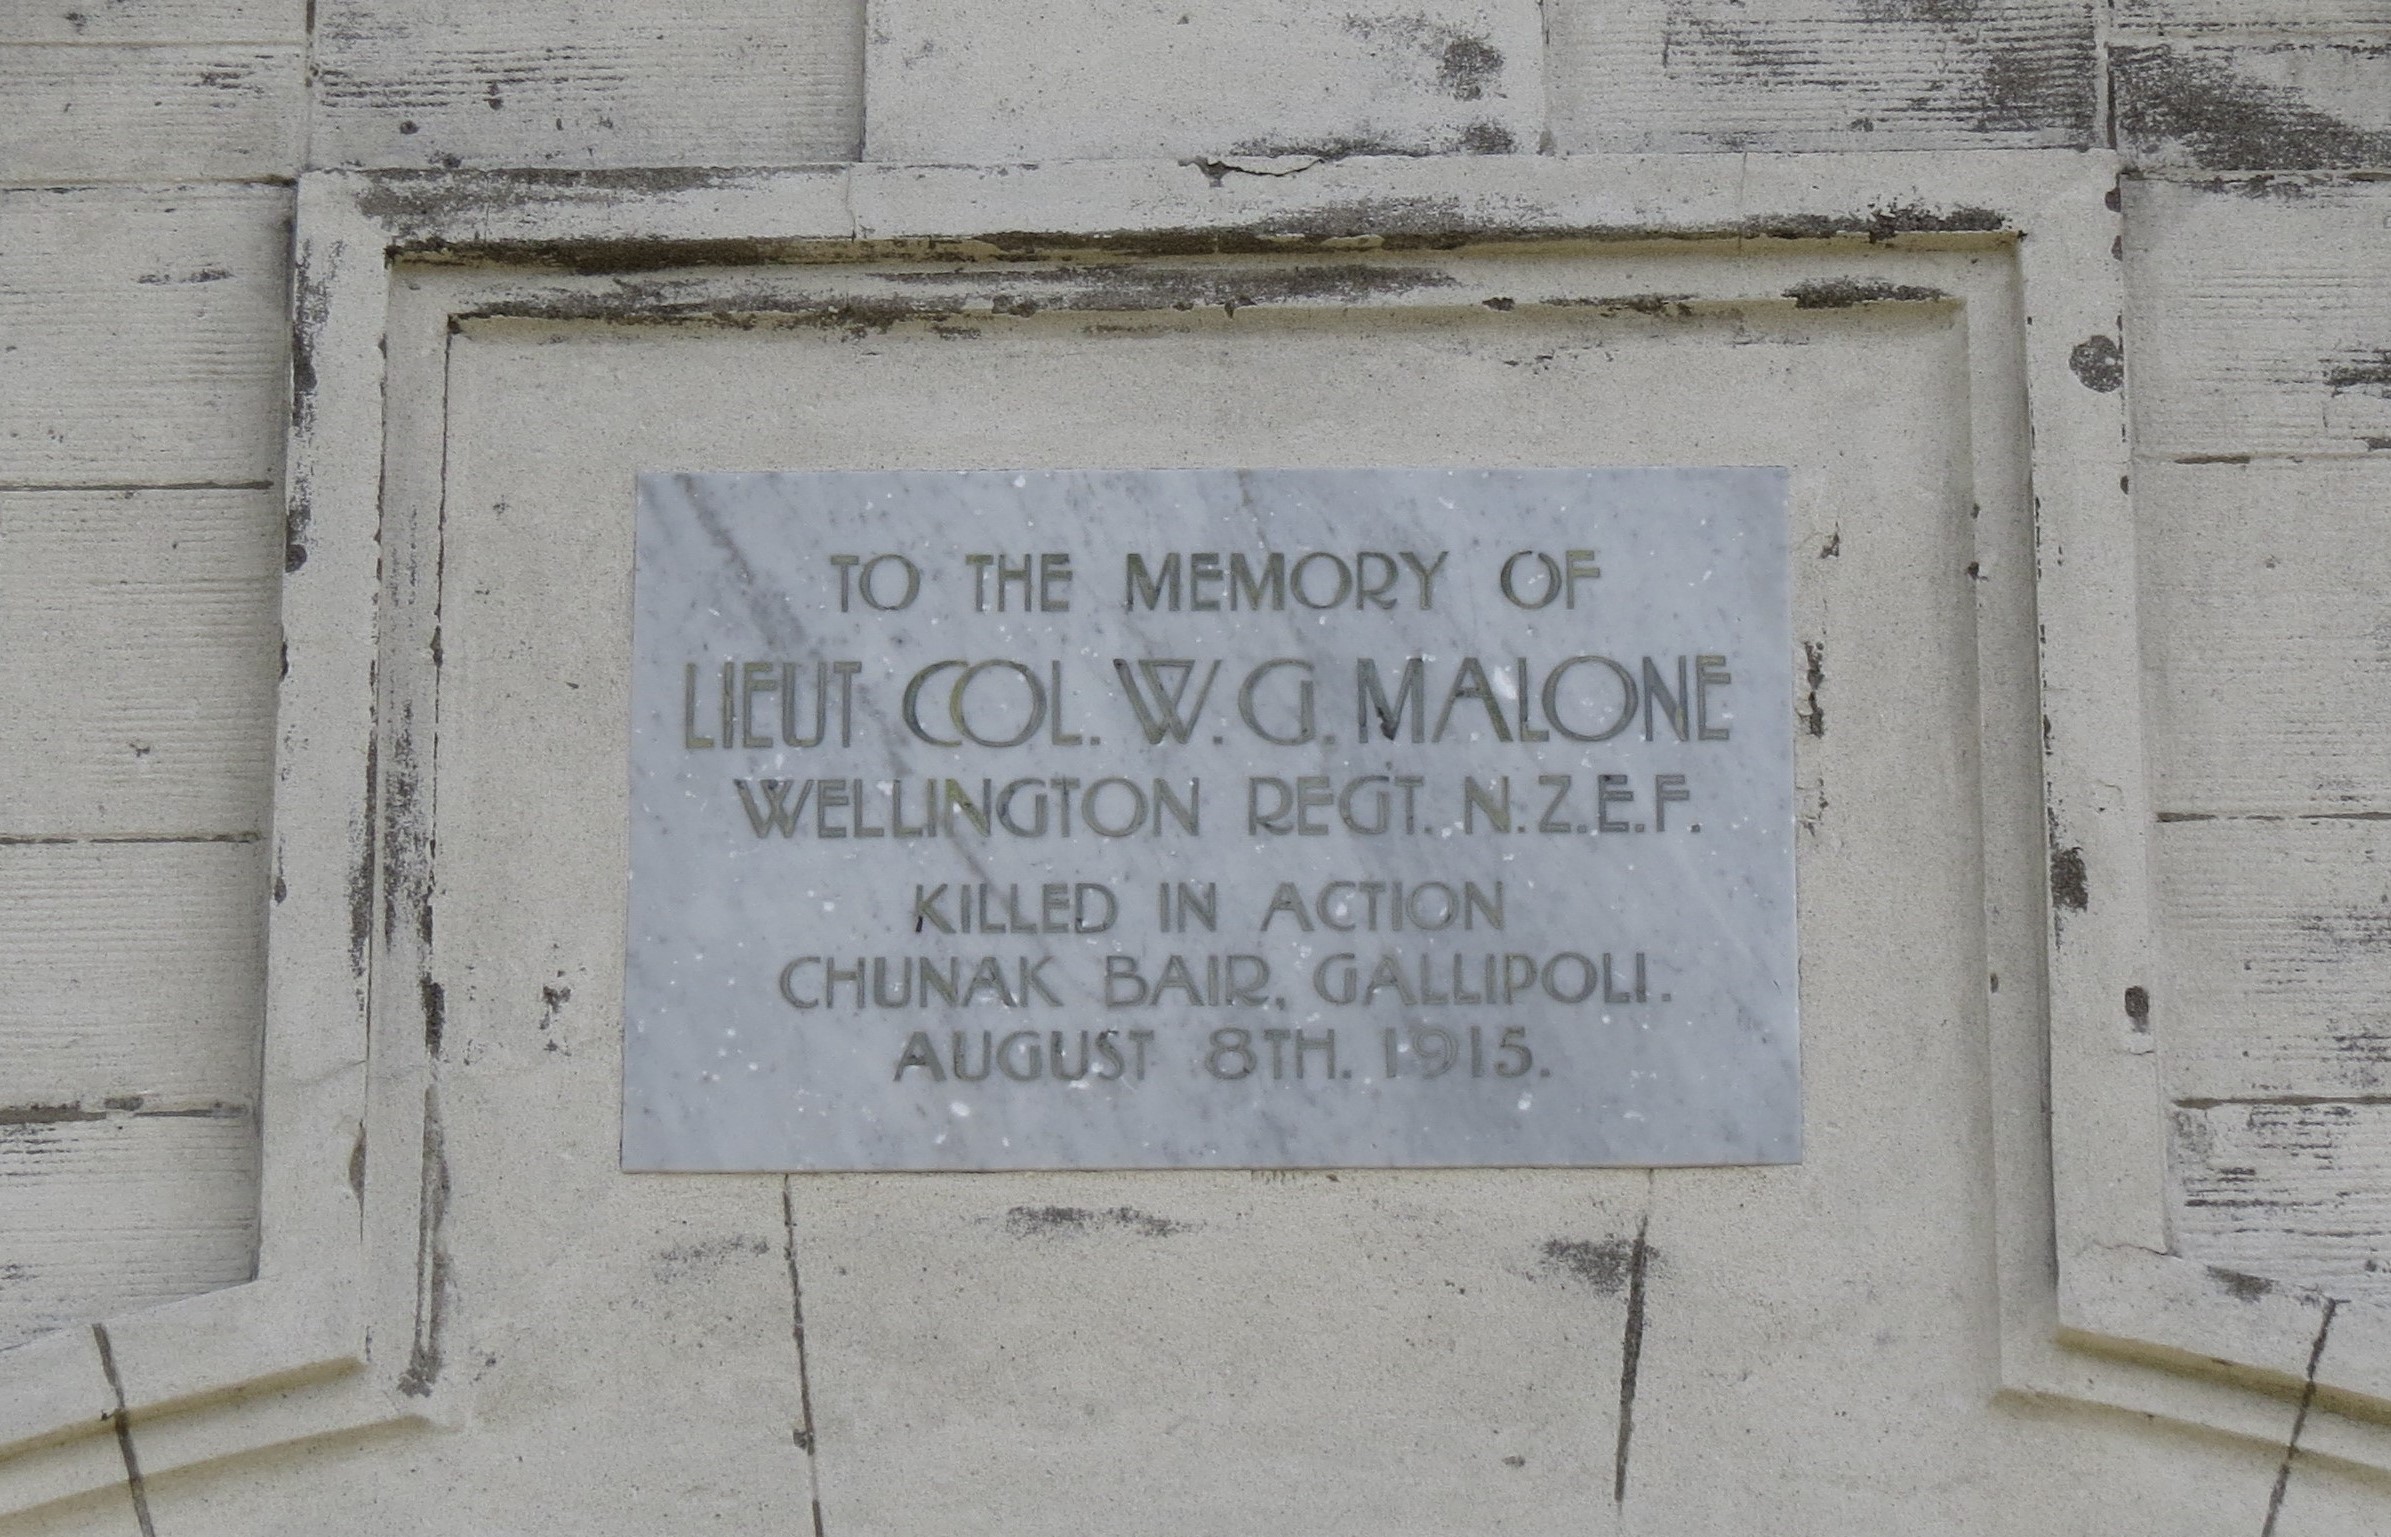 TO THE MEMORY OF
LIEUT COL. W. G. MALONE
WELLINGTON REGT. N.Z.E.F.
KILLED IN ACTION
CHUNAK BAIR, GALLIPOLI.
AUGUST 8TH. 1915.